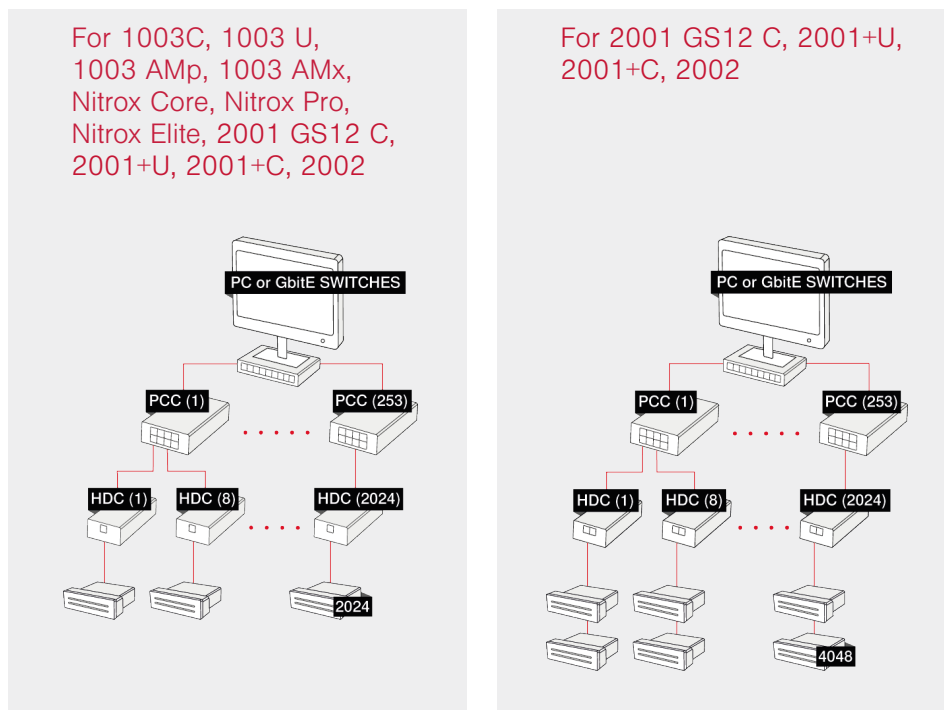 For 1003C, 1003 U,
1003 AMp, 1003 AMx,
Nitrox Core, Nitrox Pro,
Nitrox Elite, 2001 GS12 C,
2001+U, 2001+C, 2002
PC or GbitE SWITCHES
PCC (1)
PCC (253)
HDC (1)
HDC (8)
HDC (2024)
2024
For 2001 GS12 C, 2001+U,
2001+C, 2002
PC or GbitE SWITCHES
PCC (1)
PCC (253)
HDC (1)
HDC (8)
HDC (2024)
4048